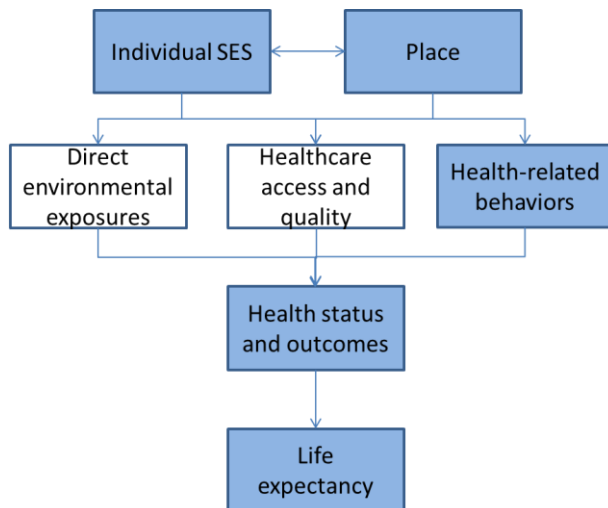 Individual SES
Place
Direct
environmental
exposures
Healthcare
access and
quality
Health-related
behaviors
Health status
and outcomes
Life
expectancy